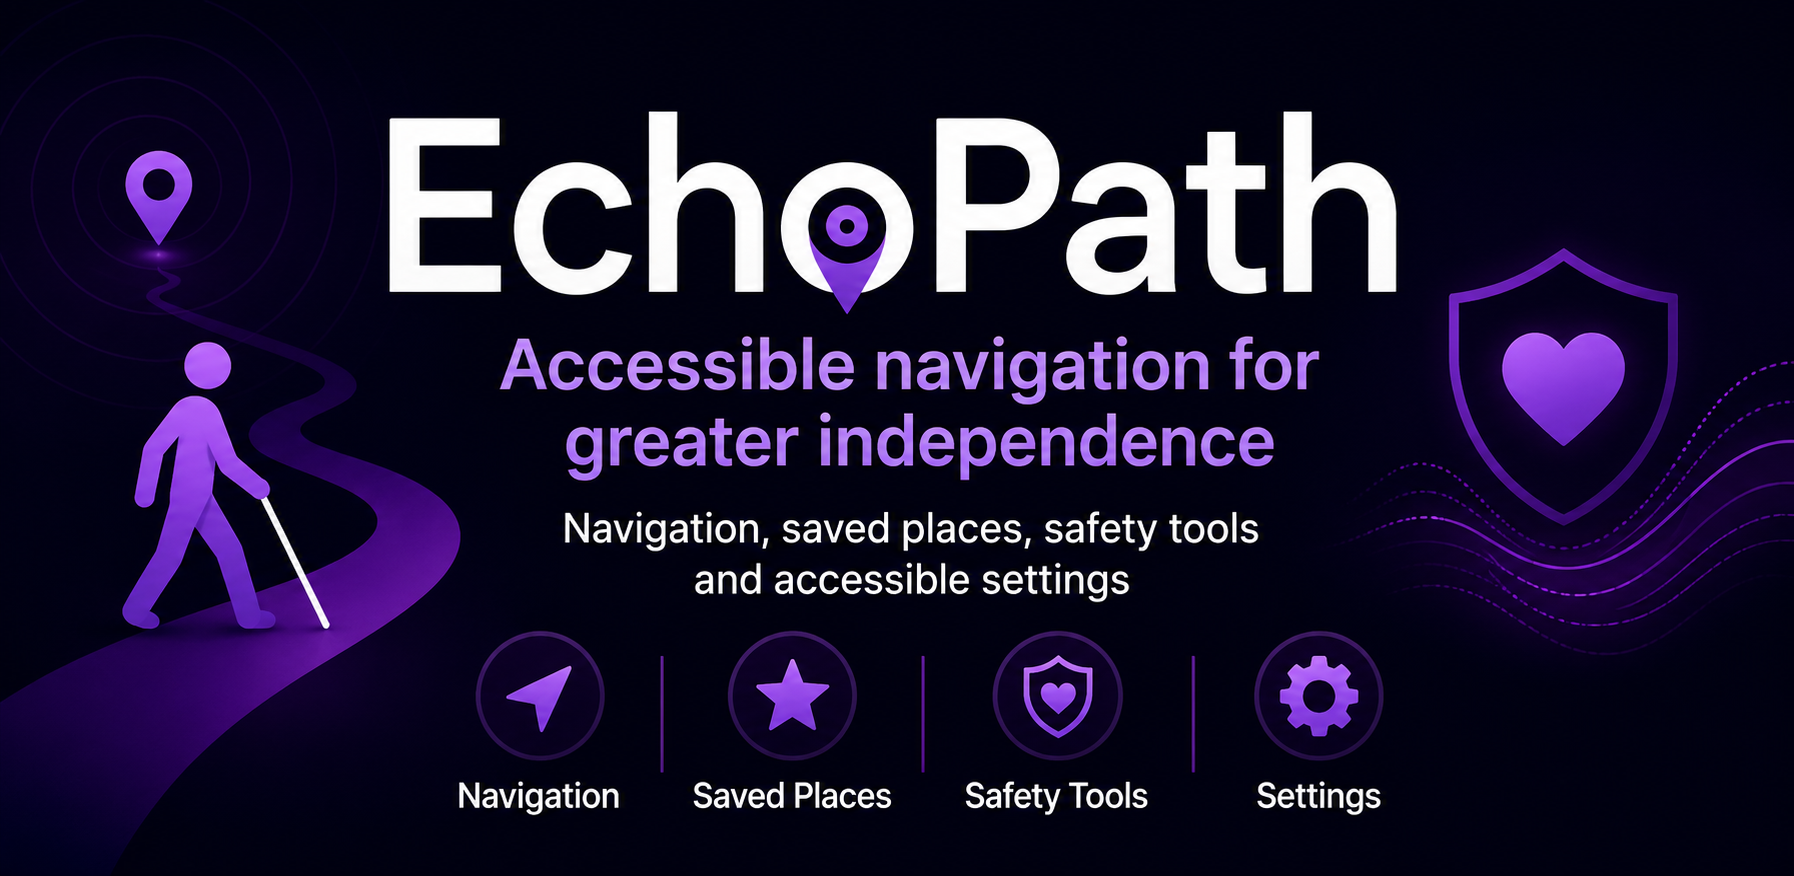 EchoPath
Accessible navigation for
greater independence
Navigation, saved places, safety tools
and accessible settings
Navigation
Saved Places
Safety Tools
Settings